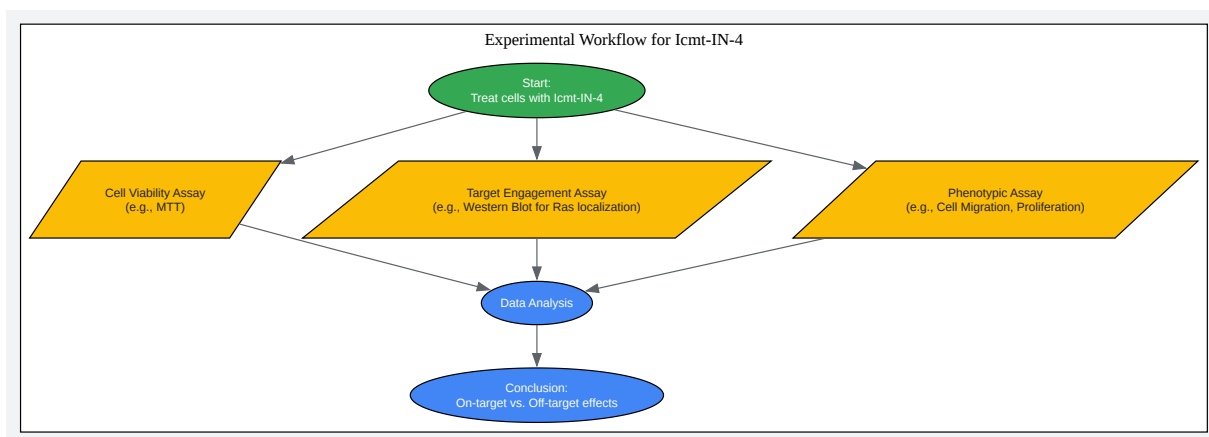 Experimental Workflow for Icmt-IN-4
Start:
Treat cells with Icmt-IN-4
Cell Viability Assay
(e.g., MTT)
Target Engagement Assay
(e.g., Western Blot for Ras localization)
Phenotypic Assay
(e.g., Cell Migration, Proliferation)
Data Analysis
Conclusion:
On-target vs. Off-target effects